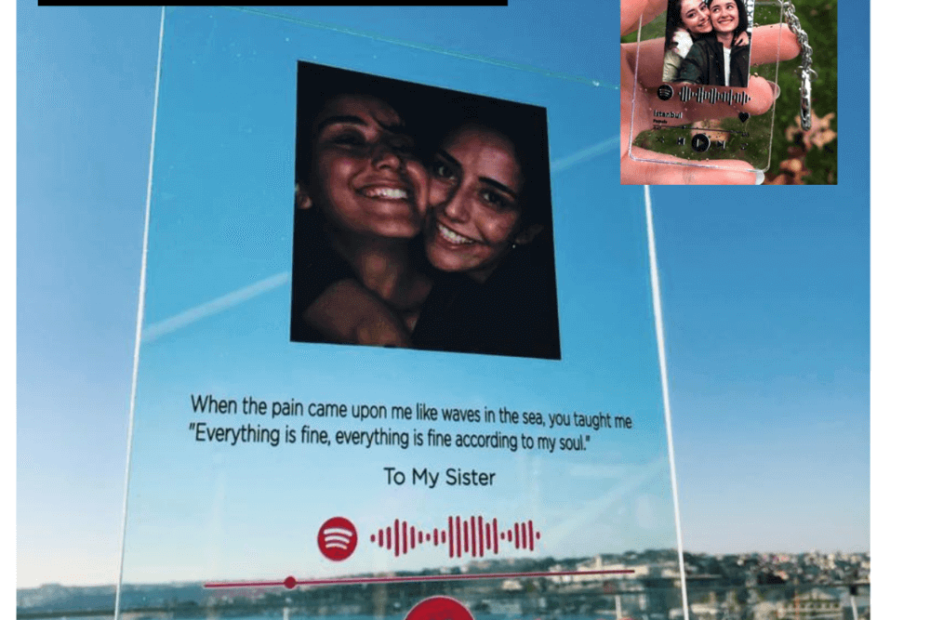 When the pain came upon me like waves in the sea, you taught me
"Everything is fine, everything is fine according to my soul."
To My Sister
Istanbul